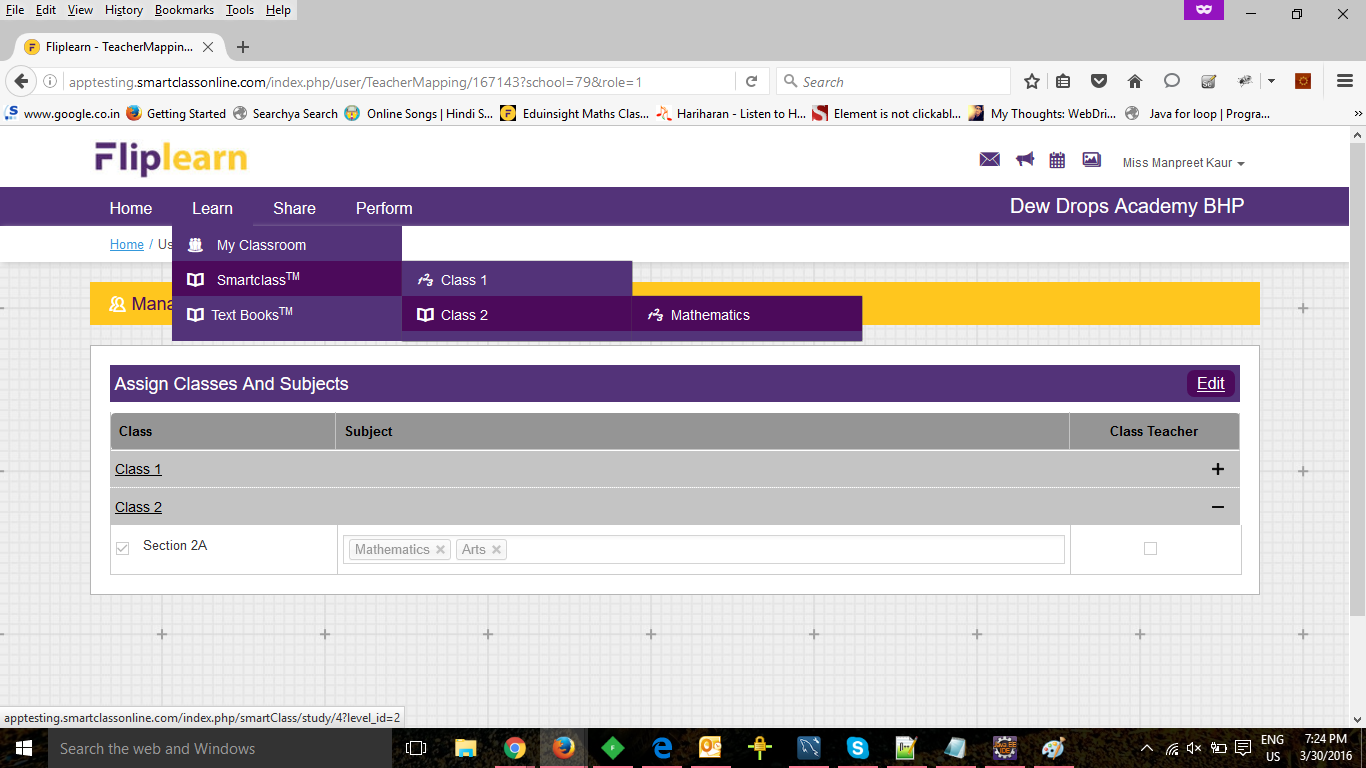 File Edit View History Bookmarks Tools Help
Fliplearn - TeacherMappin...
apptesting.smartclassonline.com/index.php/user/TeacherMapping/167143?school=79&role=1 Search
www.google.co.in Getting Started Searchya Search Online Songs | Hindi S... Eduinsight Maths Clas... Hariharan - Listen to H... Element is not clickabl... My Thoughts: WebDri... Java for loop | Progra...
Fliplearn Miss Manpreet Kaur
Home Learn Share Perform Dew Drops Academy BHP
Home / Us
My Classroom
Smartclass™ Class 1
Mana
Text Books™ Class 2 Mathematics
Assign Classes And Subjects Edit
Class Subject Class Teacher
Class 1
Class 2
Section 2A Mathematics Arts
apptesting.smartclassonline.com/index.php/smartClass/study/4?level_id=2
Search the web and Windows
ENG 7:24 PM
US 3/30/2016